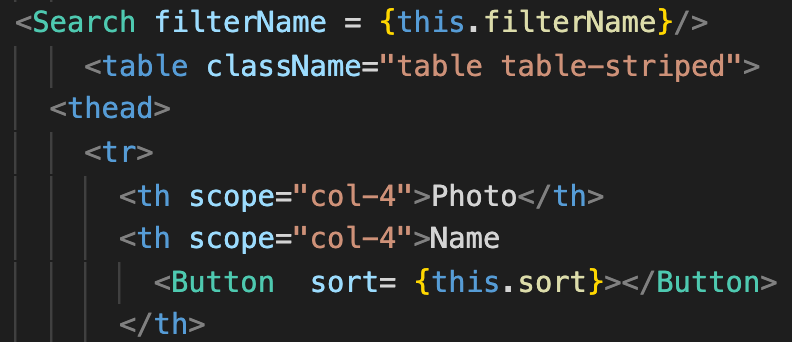 <Search filterName = {this.filterName}/>
<table className="table table-striped">
<thead>
<tr>
<th scope="col-4">Photo</th>
<th scope="col-4">Name
<Button  sort= {this.sort}></Button>
</th>